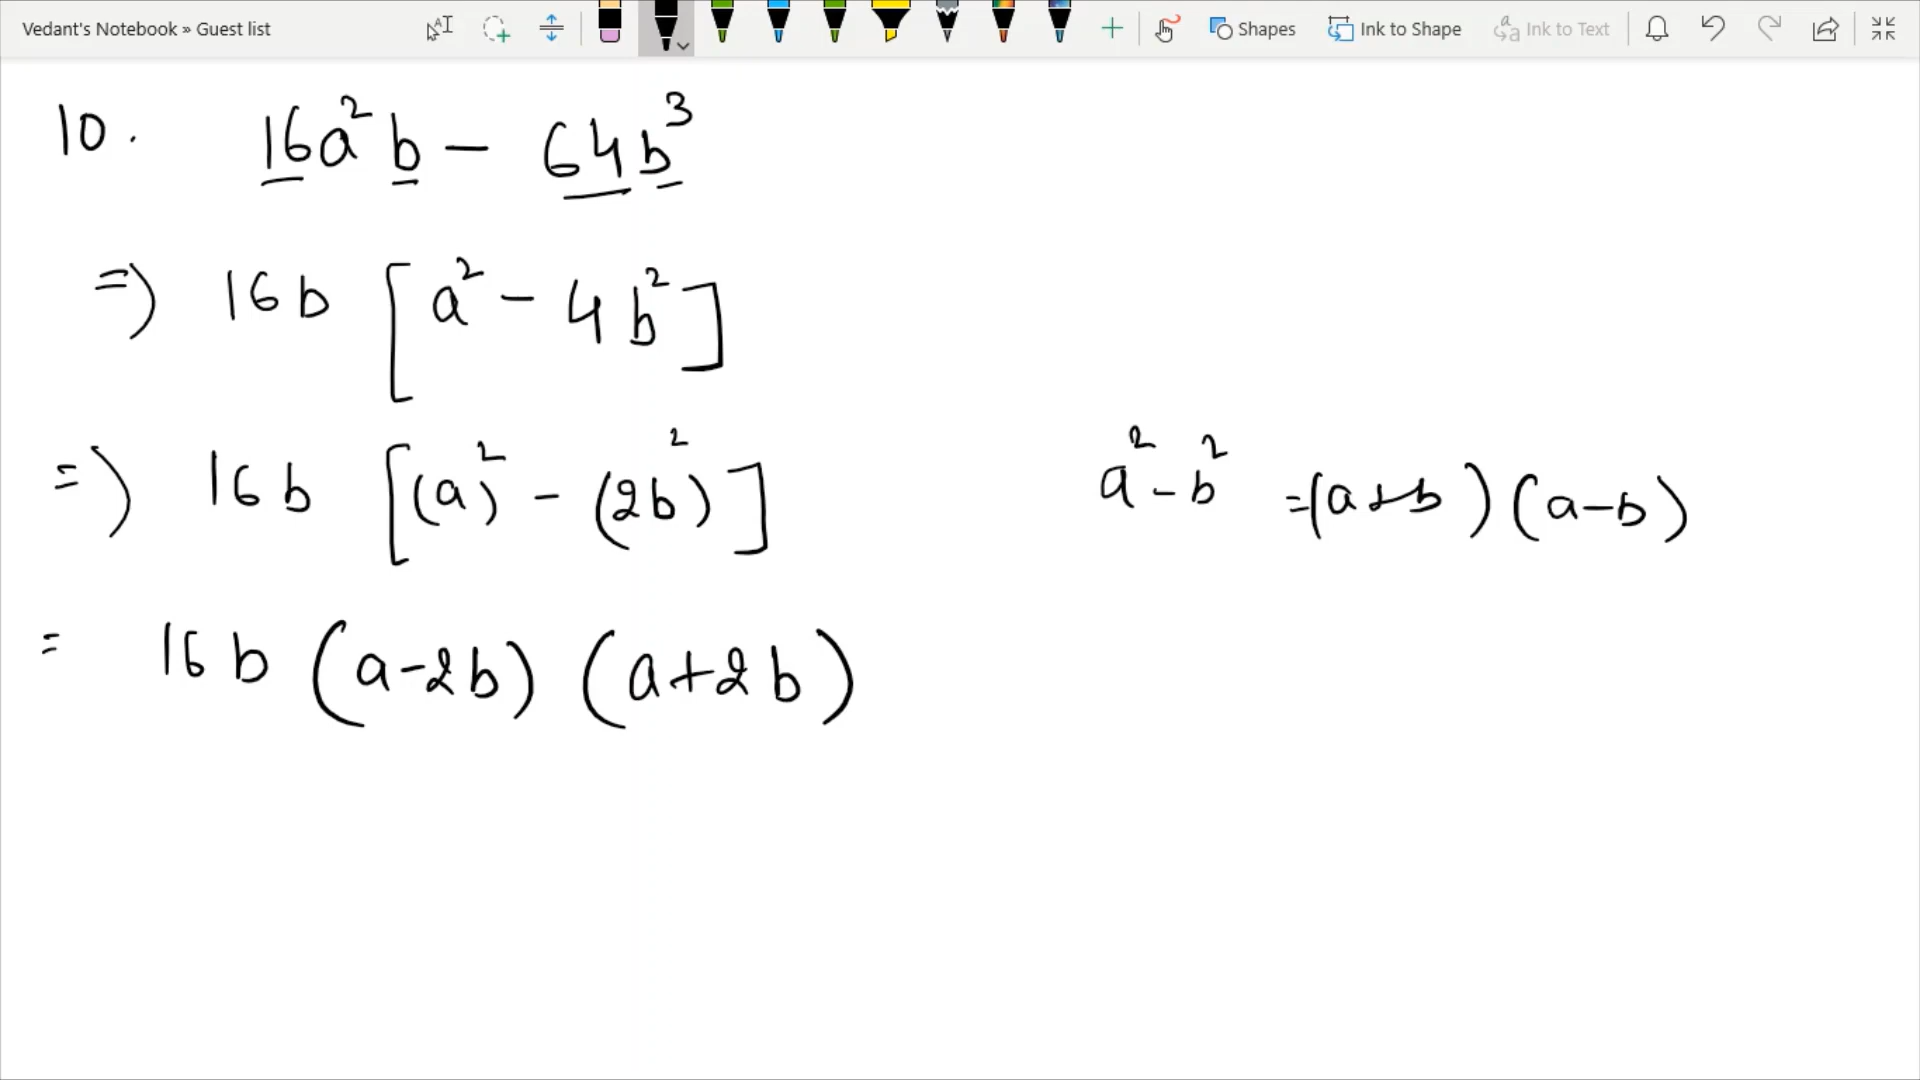 Vedant's Notebook » Guest list
Shapes Ink to Shape Ink to Text
10. 16a²b - 64b³
=) 16b [a² - 4b²]
=) 16b [(a)² - (2b)²]
a² - b² = (a+b) (a-b)
= 16b (a-2b) (a+2b)